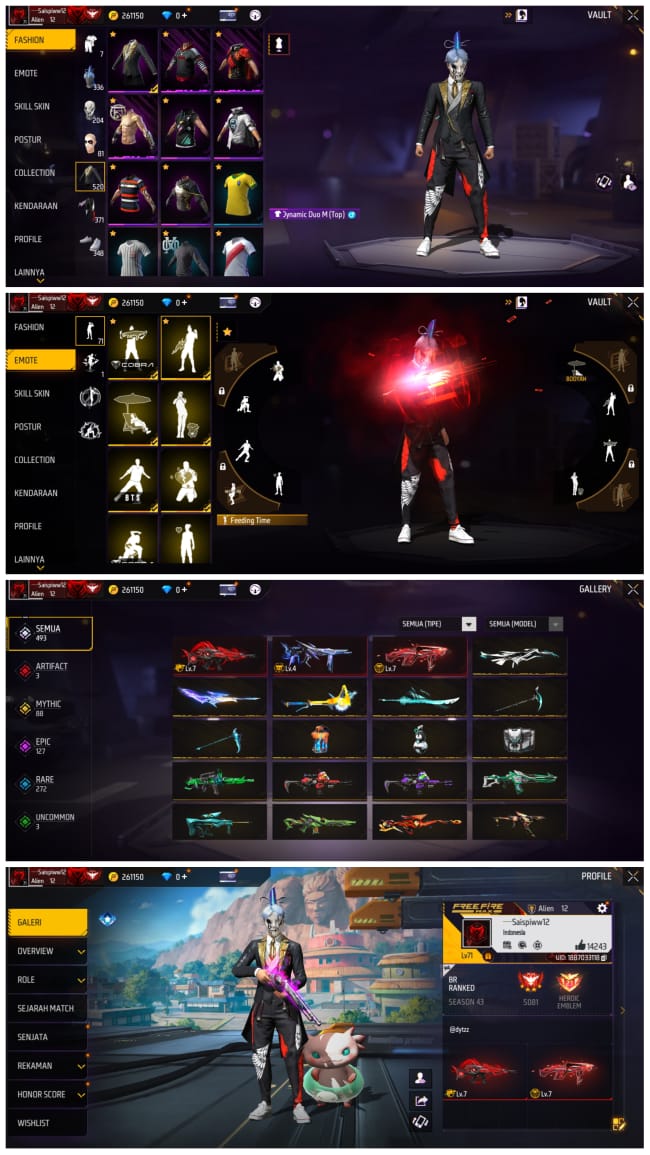 Saispiww12
Alien 12
261150
0 +
VAULT
FASHION
7
EMOTE
336
SKILL SKIN
204
POSTUR
81
COLLECTION
520
KENDARAAN
371
PROFILE
348
LAINNYA
Dynamic Duo M (Top)
Saispiww12
Alien 12
261150
0 +
VAULT
FASHION
71
EMOTE
1
COBRA
SKILL SKIN
POSTUR
COLLECTION
BTS
KENDARAAN
PROFILE
LAINNYA
BOOYAH
Feeding Time
Saispiww12
Alien 12
261150
0 +
GALLERY
SEMUA
493
SEMUA (TIPE)
SEMUA (MODEL)
ARTIFACT
3
Lv.7
Lv.4
Lv.7
MYTHIC
88
EPIC
127
RARE
272
UNCOMMON
3
Saispiww12
Alien 12
261150
0 +
PROFILE
GALERI
OVERVIEW
ROLE
SEJARAH MATCH
SENJATA
REKAMAN
HONOR SCORE
WISHLIST
FREE FIRE
MAX
Alien 12
Saispiww12
Indonesia
14243
Lv71
UID: 1887033118
BR
RANKED
SEASON 43
5081
HEROIC
EMBLEM
@dytzz
Lv.7
Lv.7